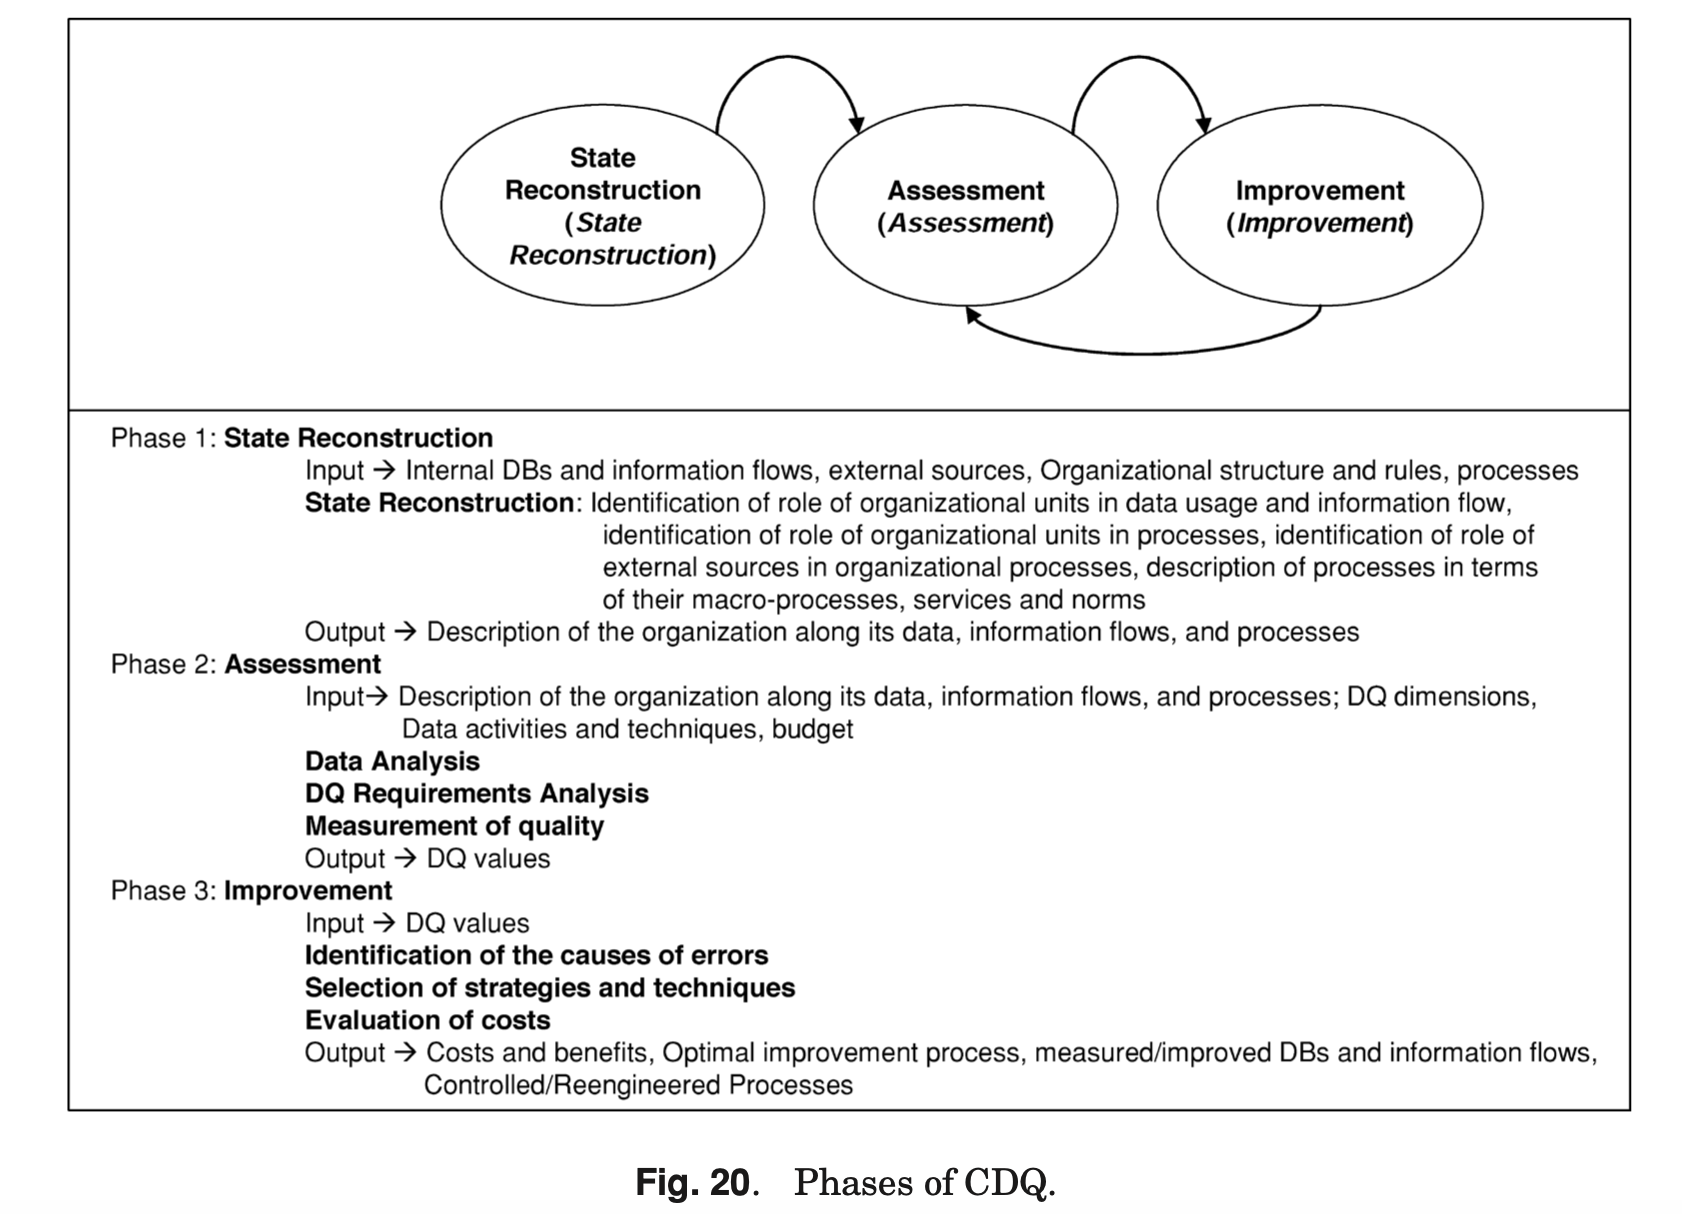 State
Reconstruction
(State
Reconstruction)
Assessment
(Assessment)
Improvement
(Improvement)
Phase 1: State Reconstruction
Input → Internal DBs and information flows, external sources, Organizational structure and rules, processes
State Reconstruction: Identification of role of organizational units in data usage and information flow,
identification of role of organizational units in processes, identification of role of
external sources in organizational processes, description of processes in terms
of their macro-processes, services and norms
Output → Description of the organization along its data, information flows, and processes
Phase 2: Assessment
Input→ Description of the organization along its data, information flows, and processes; DQ dimensions,
Data activities and techniques, budget
Data Analysis
DQ Requirements Analysis
Measurement of quality
Output → DQ values
Phase 3: Improvement
Input → DQ values
Identification of the causes of errors
Selection of strategies and techniques
Evaluation of costs
Output → Costs and benefits, Optimal improvement process, measured/improved DBs and information flows,
Controlled/Reengineered Processes
Fig. 20. Phases of CDQ.